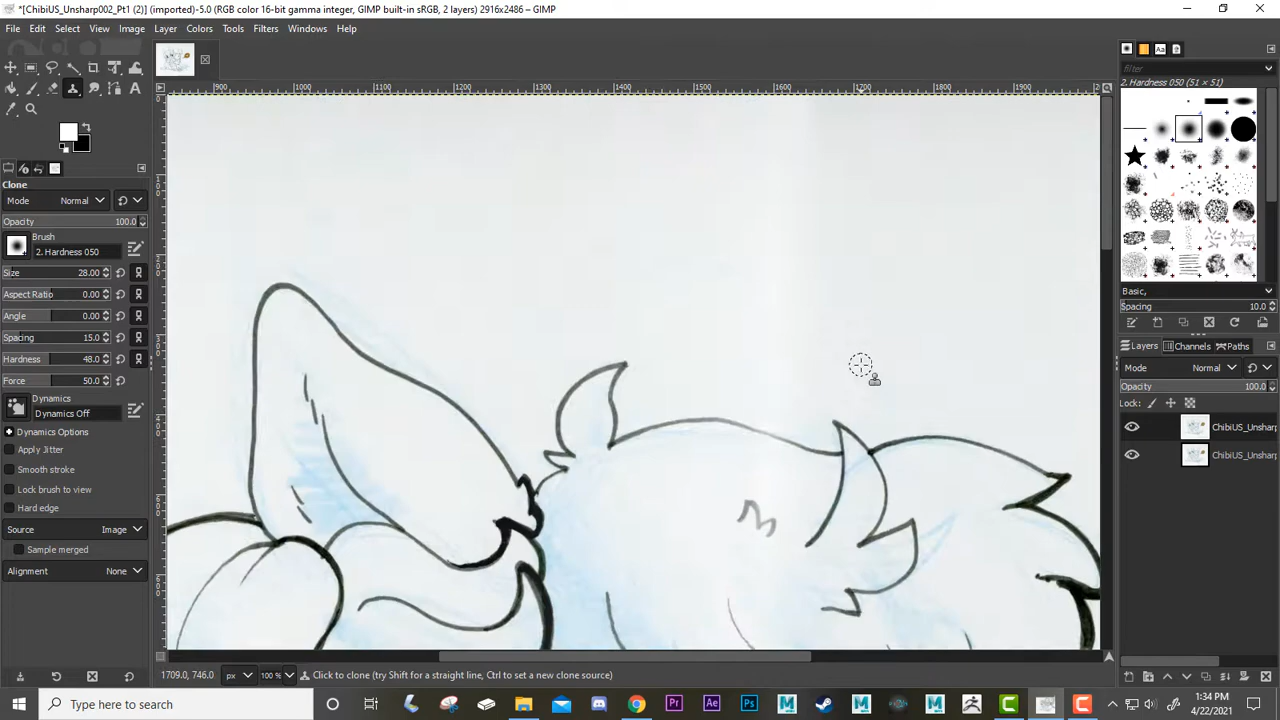 *[ChibiUS_Unsharp002_Pt1 (2)] (imported)-5.0 (RGB color 16-bit gamma integer, GIMP built-in sRGB, 2 layers) 2916x2486 – GIMP
File Edit Select View Image Layer Colors Tools Filters Windows Help
900 1000 1100 1200 1300 1400 1500 1600 1700 1800 1900
filter
2. Hardness 050 (51 × 51)
Clone
Mode Normal
Opacity 100.0
Brush
2. Hardness 050
Size 28.00
Aspect Ratio 0.00
Angle 0.00
Spacing 15.0
Hardness 48.0
Force 50.0
Dynamics
Dynamics Off
Dynamics Options
Apply Jitter
Smooth stroke
Lock brush to view
Hard edge
Source Image
Sample merged
Alignment None
Basic,
Spacing 10.0
Layers Channels Paths
Mode Normal
Opacity 100.0
Lock:
ChibiUS_Unsharp
ChibiUS_Unsharp
1709.0, 746.0 px 100 % Click to clone (try Shift for a straight line, Ctrl to set a new clone source)
Type here to search
1:34 PM
4/22/2021